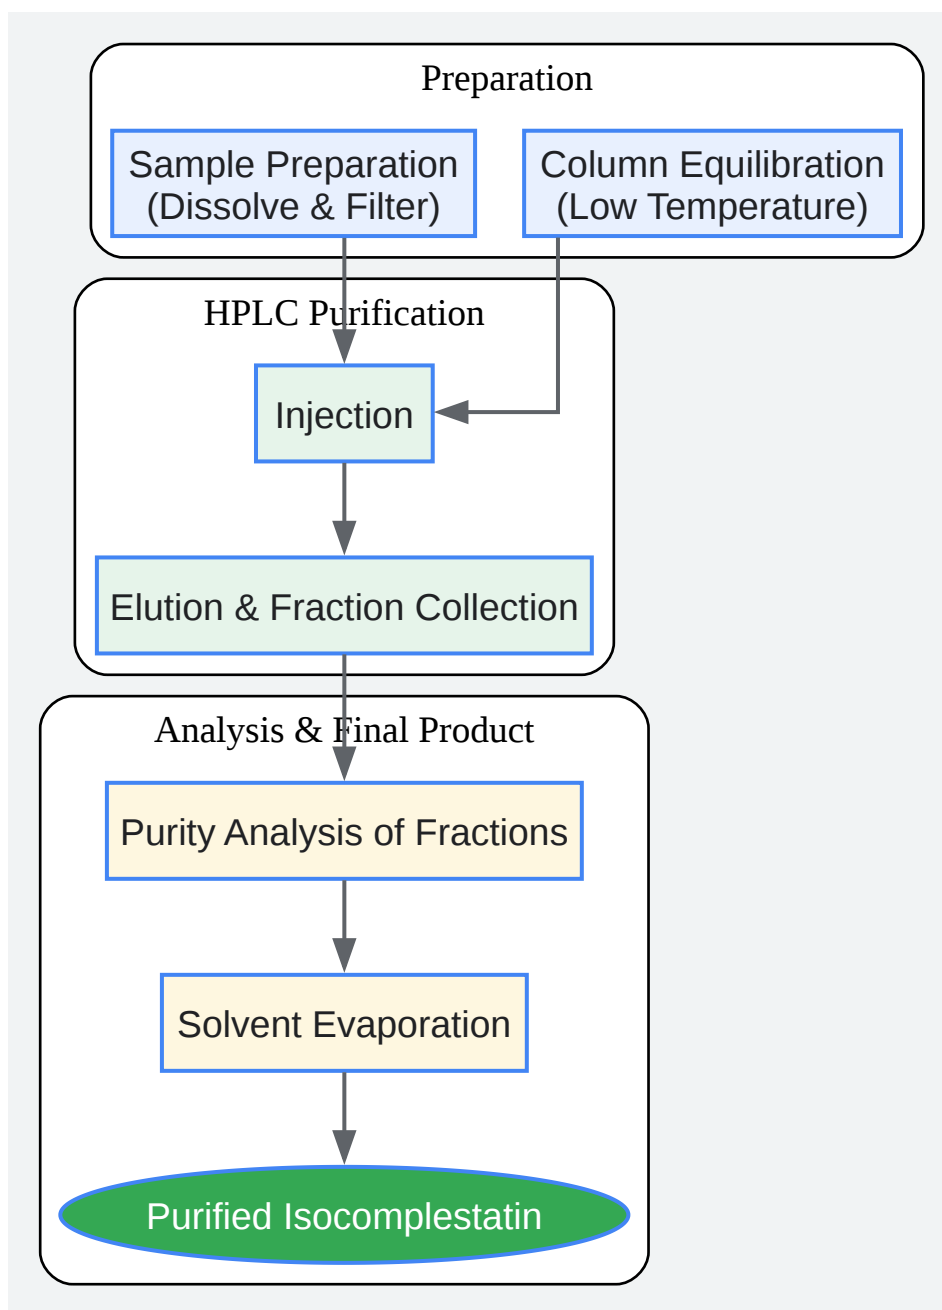 Preparation
Sample Preparation
(Dissolve & Filter)
Column Equilibration
(Low Temperature)
HPLC Purification
Injection
Elution & Fraction Collection
Analysis & Final Product
Purity Analysis of Fractions
Solvent Evaporation
Purified Isocomplestatin